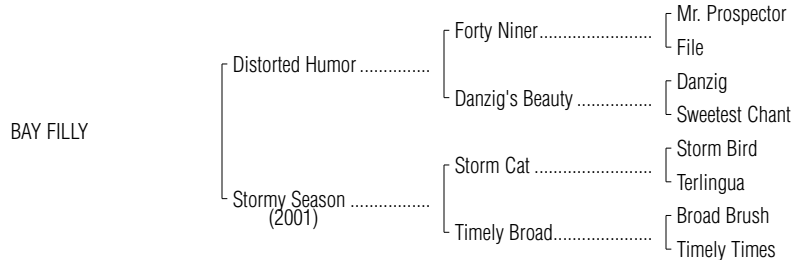 Mr. Prospector
Forty Niner.......................
File
Distorted Humor ...............
Danzig
Danzig's Beauty ...............
Sweetest Chant
BAY FILLY
Storm Bird
Storm Cat ........................
Terlingua
Stormy Season .................
(2001)
Broad Brush
Timely Broad....................
Timely Times